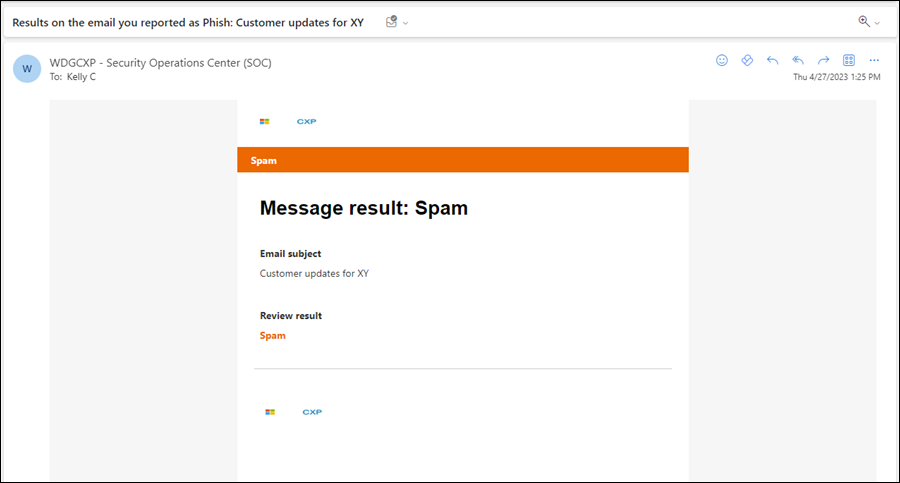 Results on the email you reported as Phish: Customer updates for XY
W
WDGCXP - Security Operations Center (SOC)
To: Kelly C
Thu 4/27/2023 1:25 PM
CXP
Spam
Message result: Spam
Email subject
Customer updates for XY
Review result
Spam
CXP